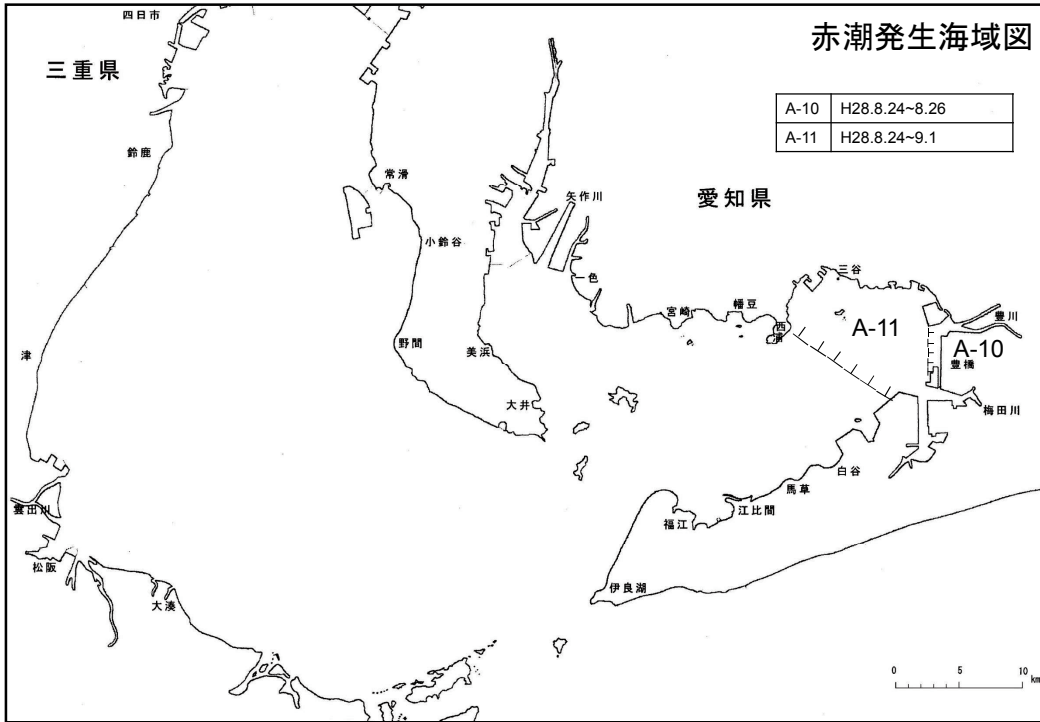 四日市
赤潮発生海域図
三重県
A-10 H28.8.24~8.26
A-11 H28.8.24~9.1
鈴鹿
常滑
矢作川
愛知県
小鈴谷
一色
三谷
宮崎
幡豆
西浦
豊川
A-11
A-10
津
野間
美浜
豊橋
大井
梅田川
白谷
馬草
雲出川
福江
江比間
松阪
伊良湖
大湊
0 5 10
km